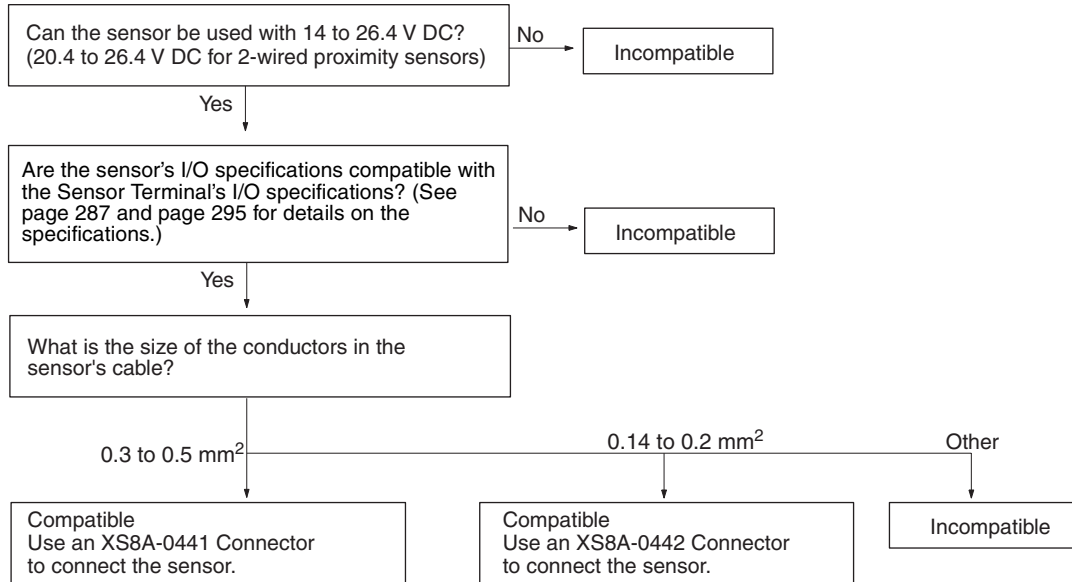 Can the sensor be used with 14 to 26.4 V DC?
(20.4 to 26.4 V DC for 2-wired proximity sensors)
No
Incompatible
Yes
Are the sensor's I/O specifications compatible with
the Sensor Terminal's I/O specifications? (See
page 287 and page 295 for details on the
specifications.)
No
Incompatible
Yes
What is the size of the conductors in the
sensor's cable?
0.3 to 0.5 mm²
0.14 to 0.2 mm²
Other
Compatible
Use an XS8A-0441 Connector
to connect the sensor.
Compatible
Use an XS8A-0442 Connector
to connect the sensor.
Incompatible